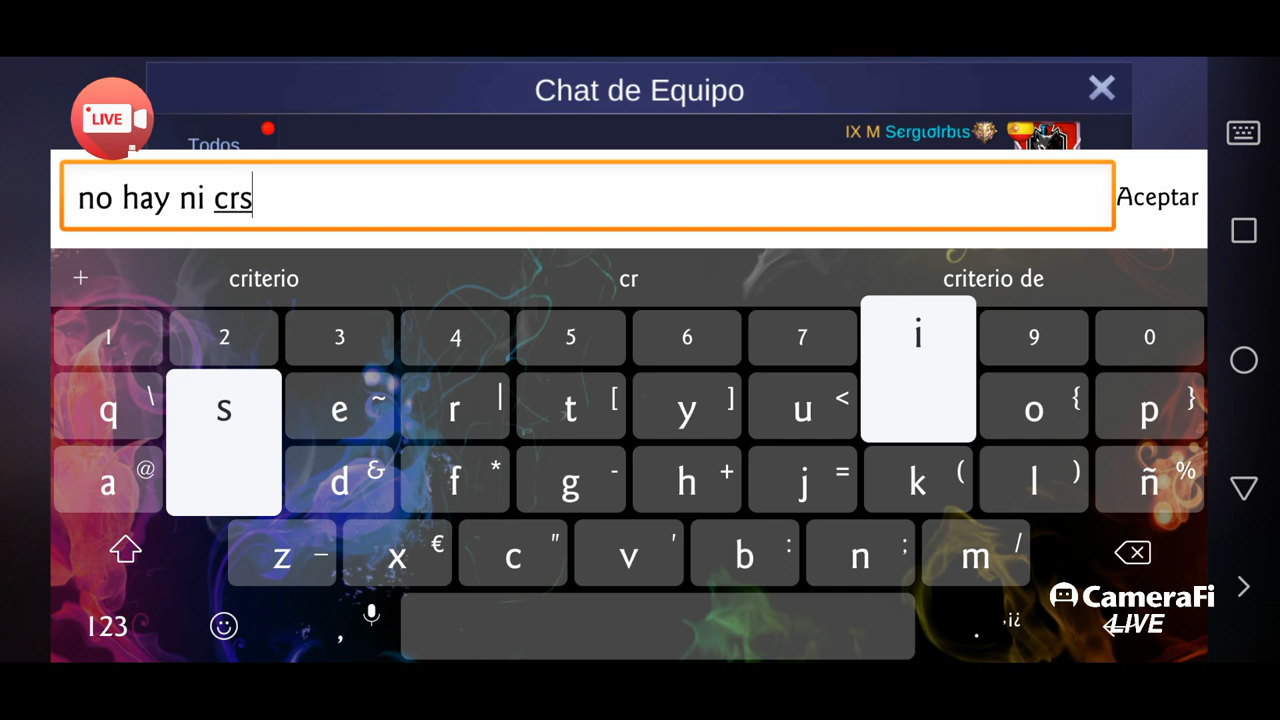 Chat de Equipo
LIVE
Todos
IX M SergισIrbιs
no hay ni crs
Aceptar
+ criterio cr criterio de
1 2 3 4 5 6 7 i 9 0
q \ s e ~ r | t [ y ] u < o { p }
a @ d & f * g - h + j = k ( l ) ñ %
z _ x € c " v ' b : n ; m /
CameraFi
LIVE
123 , . ,i¿